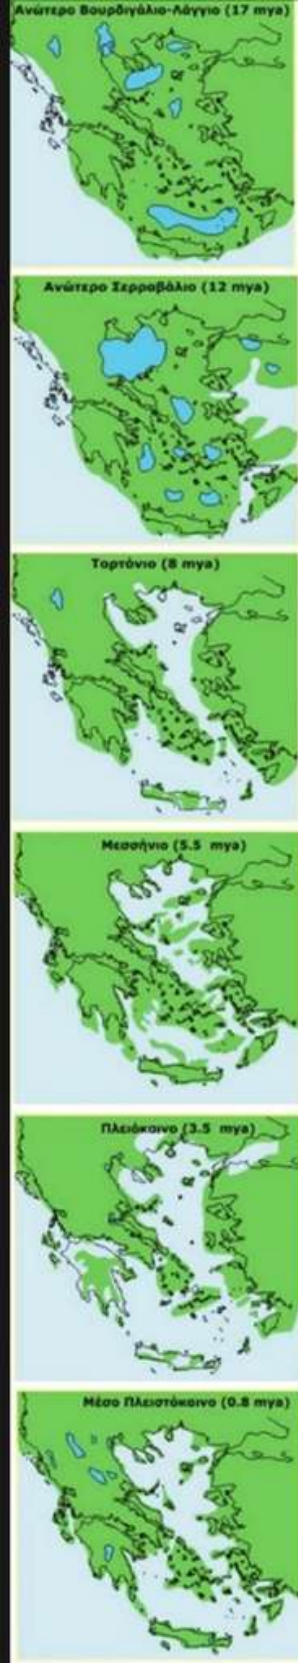 Ανώτερο Βουρδιγάλιο-Λάγγιο (17 mya)
Ανώτερο Σερραβάλιο (12 mya)
Τορτόνιο (8 mya)
Μεσσήνιο (5.5 mya)
Πλειόκαινο (3.5 mya)
Μέσο Πλειστόκαινο (0.8 mya)